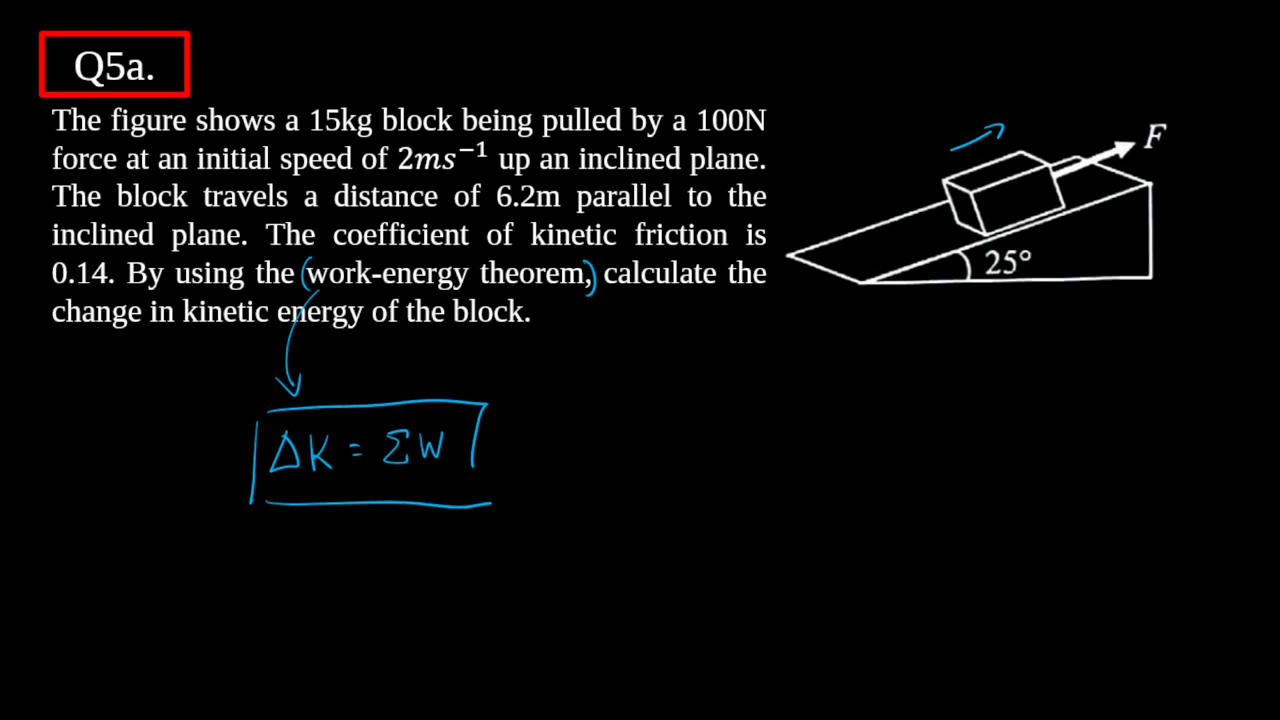 Q5a.
The figure shows a 15kg block being pulled by a 100N
force at an initial speed of 2ms⁻¹ up an inclined plane.
The block travels a distance of 6.2m parallel to the
inclined plane. The coefficient of kinetic friction is
0.14. By using the (work-energy theorem,) calculate the
change in kinetic energy of the block.
F
25°
ΔK = ΣW